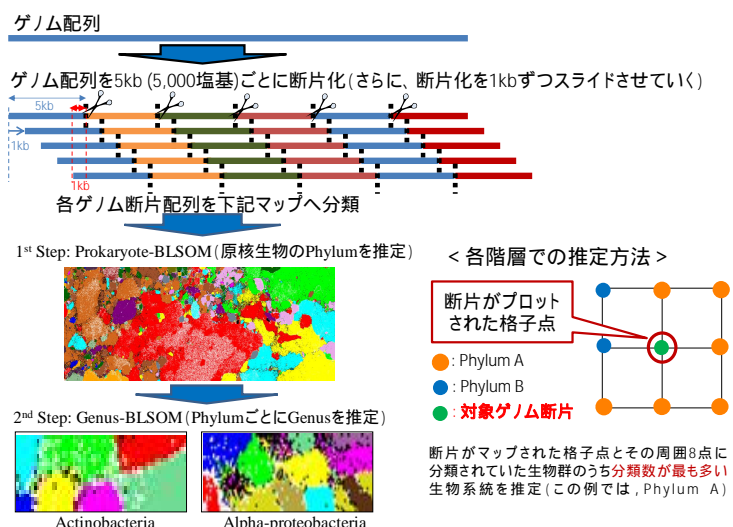 ゲノム配列
ゲノム配列を5kb (5,000塩基)ごとに断片化(さらに、断片化を1kbずつスライドさせていく)
5kb
1kb
1kb
各ゲノム断片配列を下記マップへ分類
1st Step: Prokaryote-BLSOM(原核生物のPhylumを推定)
2nd Step: Genus-BLSOM(PhylumごとにGenusを推定)
Actinobacteria
Alpha-proteobacteria
<各階層での推定方法>
断片がプロット
された格子点
: Phylum A
: Phylum B
: 対象ゲノム断片
断片がマップされた格子点とその周囲8点に
分類されていた生物群のうち分類数が最も多い
生物系統を推定(この例では,Phylum A)